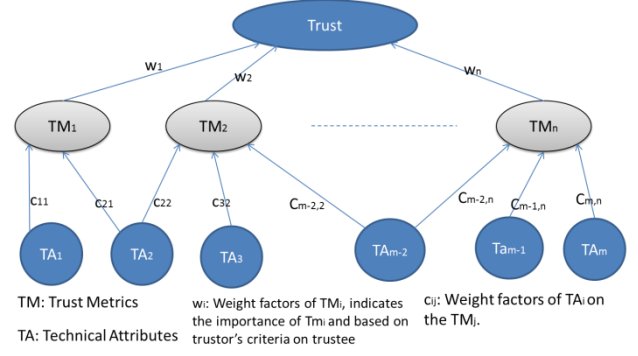 Trust
w1 w2 wn
TM1 TM2 TMn
c11 c21 c22 c32 Cm-2,2 Cm-2,n Cm-1,n Cm,n
TA1 TA2 TA3 TAm-2 Tam-1 TAm
TM: Trust Metrics
TA: Technical Attributes
wi: Weight factors of TMi, indicates
the importance of Tmi and based on
trustor's criteria on trustee
cij: Weight factors of TAi on
the TMj.